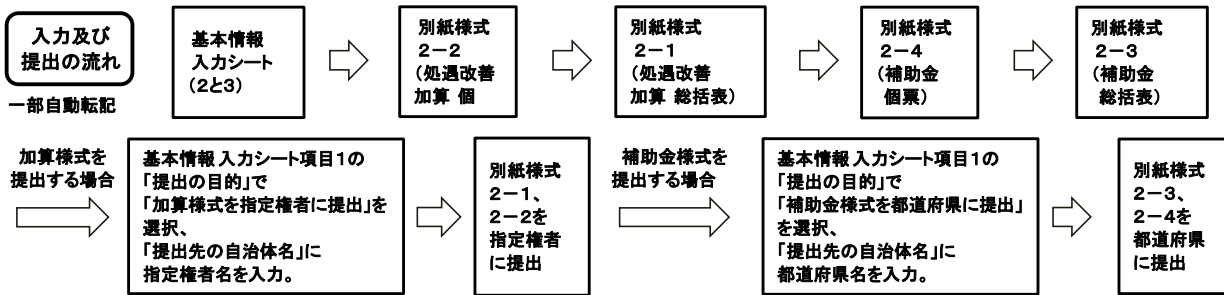 入力及び
提出の流れ
一部自動転記
基本情報
入力シート
(2と3)
別紙様式
2－2
(処遇改善
加算 個
別紙様式
2－1
(処遇改善
加算 総括表)
別紙様式
2－4
(補助金
個票)
別紙様式
2－3
(補助金
総括表)
加算様式を
提出する場合
基本情報 入力シート項目1の
「提出の目的」で
「加算様式を指定権者に提出」を
選択、
「提出先の自治体名」に
指定権者名を入力。
別紙様式
2－1、
2－2を
指定権者
に提出
補助金様式を
提出する場合
基本情報 入力シート項目1の
「提出の目的」で
「補助金様式を都道府県に提出」
を選択、
「提出先の自治体名」に
都道府県名を入力。
別紙様式
2－3、
2－4を
都道府県
に提出